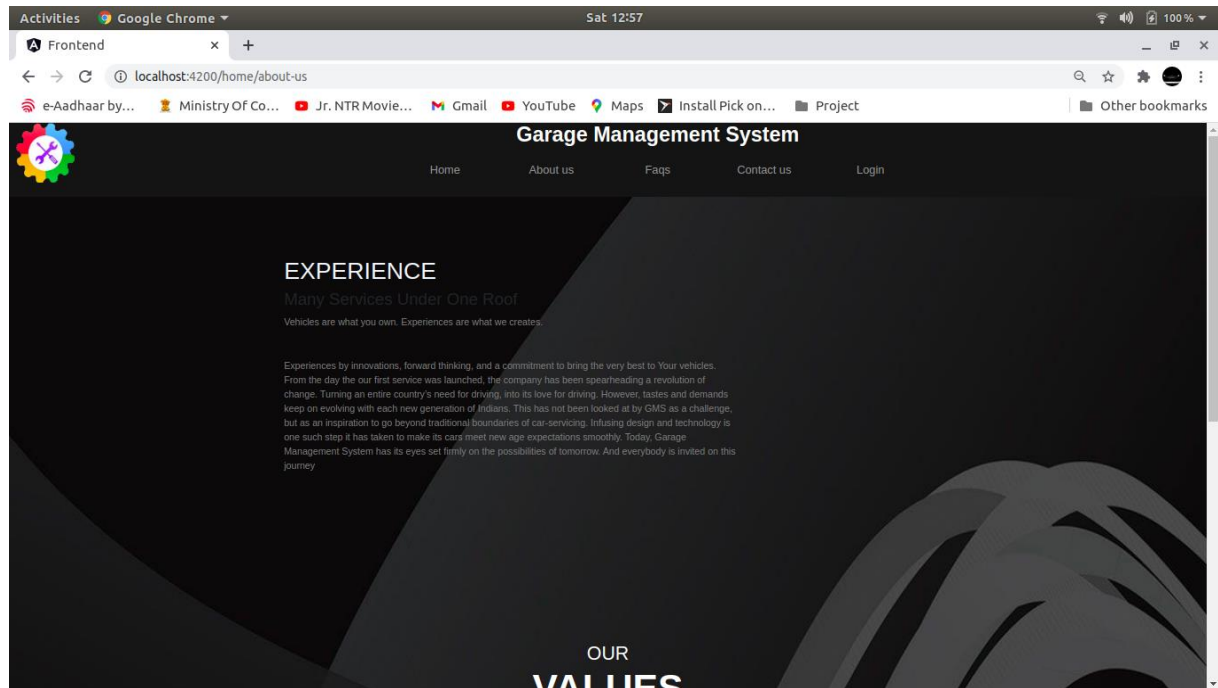 Activities Google Chrome Sat 12:57 100 %
Frontend
localhost:4200/home/about-us
e-Aadhaar by... Ministry Of Co... Jr. NTR Movie... Gmail YouTube Maps Install Pick on... Project Other bookmarks
Garage Management System
Home About us Faqs Contact us Login
EXPERIENCE
Many Services Under One Roof
Vehicles are what you own. Experiences are what we creates.
Experiences by innovations, forward thinking, and a commitment to bring the very best to Your vehicles.
From the day the our first service was launched, the company has been spearheading a revolution of
change. Turning an entire country's need for driving, into its love for driving. However, tastes and demands
keep on evolving with each new generation of Indians. This has not been looked at by GMS as a challenge,
but as an inspiration to go beyond traditional boundaries of car-servicing. Infusing design and technology is
one such step it has taken to make its cars meet new age expectations smoothly. Today, Garage
Management System has its eyes set firmly on the possibilities of tomorrow. And everybody is invited on this
journey
OUR
VALUES